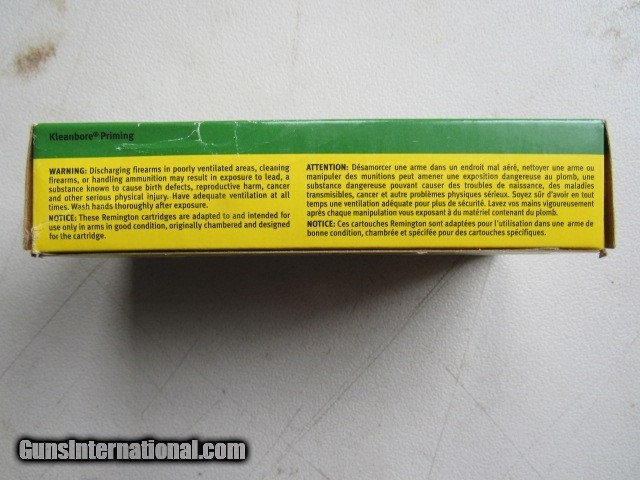 Kleanbore® Priming
WARNING: Discharging firearms in poorly ventilated areas, cleaning
firearms, or handling ammunition may result in exposure to lead, a
substance known to cause birth defects, reproductive harm, cancer
and other serious physical injury. Have adequate ventilation at all
times. Wash hands thoroughly after exposure.
NOTICE: These Remington cartridges are adapted to and intended for
use only in arms in good condition, originally chambered and designed
for the cartridge.
ATTENTION: Désamorcer une arme dans un endroit mal aéré, nettoyer une arme ou
manipuler des munitions peut amener une exposition dangereuse au plomb, une
substance dangereuse pouvant causer des troubles de naissance, des maladies
transmisibles, cancer et autre problèmes physiques sérieux. Soyez sûr d'avoir en tout
temps une ventilation adéquate pour plus de sécurité. Lavez vos mains vigoureusement
après chaque manipulation vous exposant à du matériel contenant du plomb.
NOTICE: Ces cartouches Remington sont adaptées pour l'utilisation dans une arme de
bonne condition, chambrée et spécifée pour des cartouches spécifiques.
GunsInternational.com